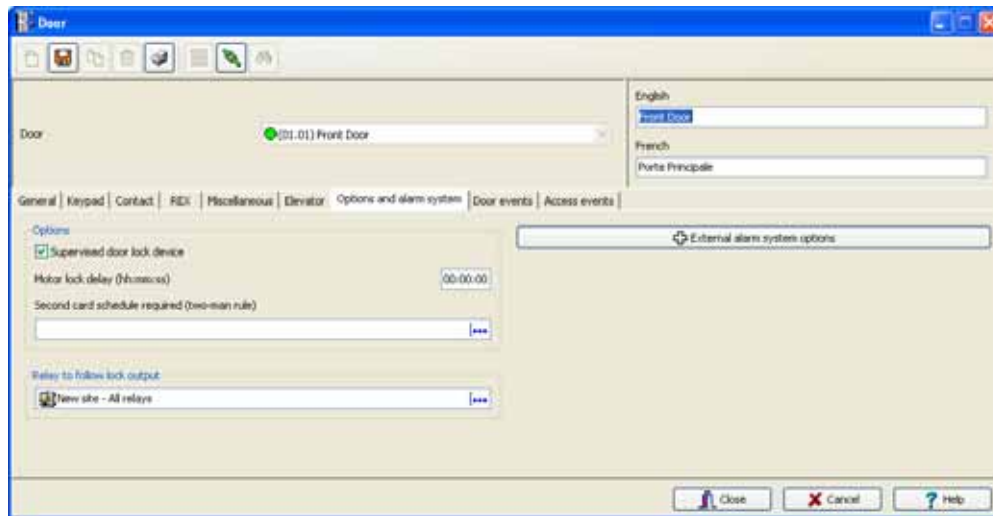 Door
English
Front Door
Door
(01.01) Front Door
French
Porte Principale
General Keypad Contact REX Miscellaneous Elevator Options and alarm system Door events Access events
Options
Supervised door lock device
Motor lock delay (hh:mm:ss)
00:00:00
Second card schedule required (two-man rule)
External alarm system options
Relay to follow lock output
New site - All relays
Close
Cancel
Help